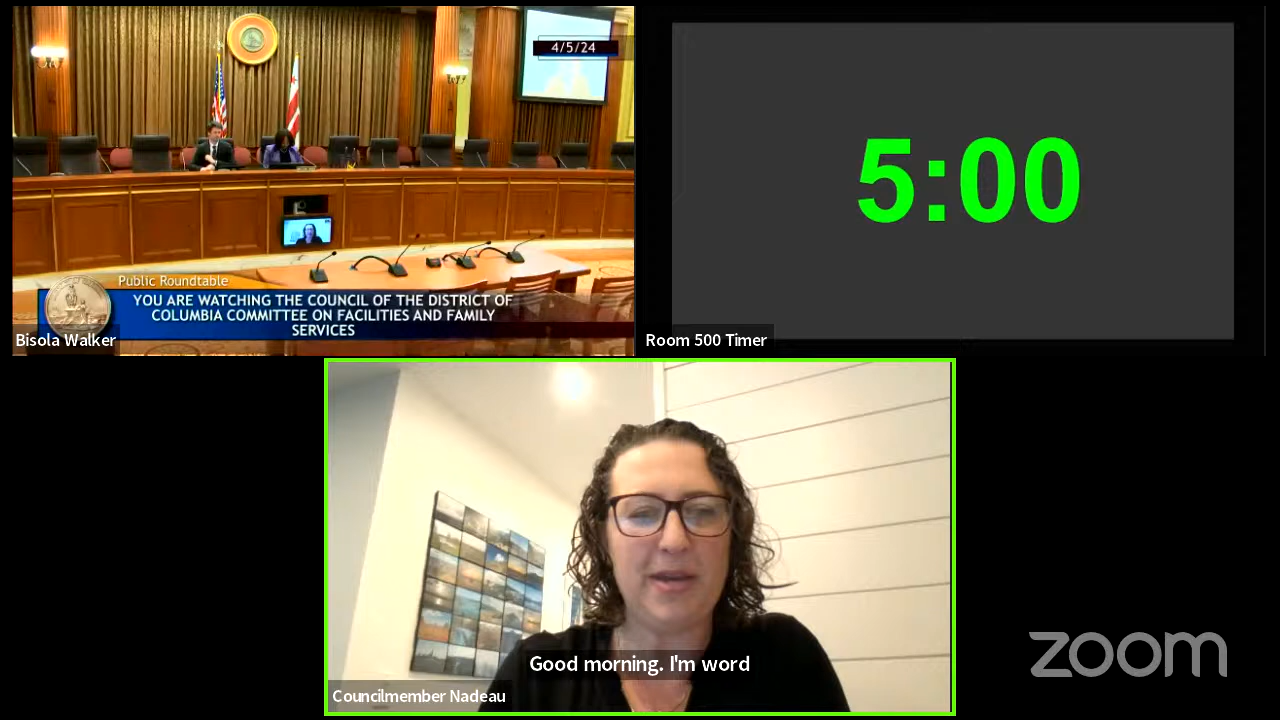 4/5/24
5:00
Public Roundtable
YOU ARE WATCHING THE COUNCIL OF THE DISTRICT OF
COLUMBIA COMMITTEE ON FACILITIES AND FAMILY
SERVICES
Bisola Walker
Room 500 Timer
Good morning. I'm word
Councilmember Nadeau
zoom